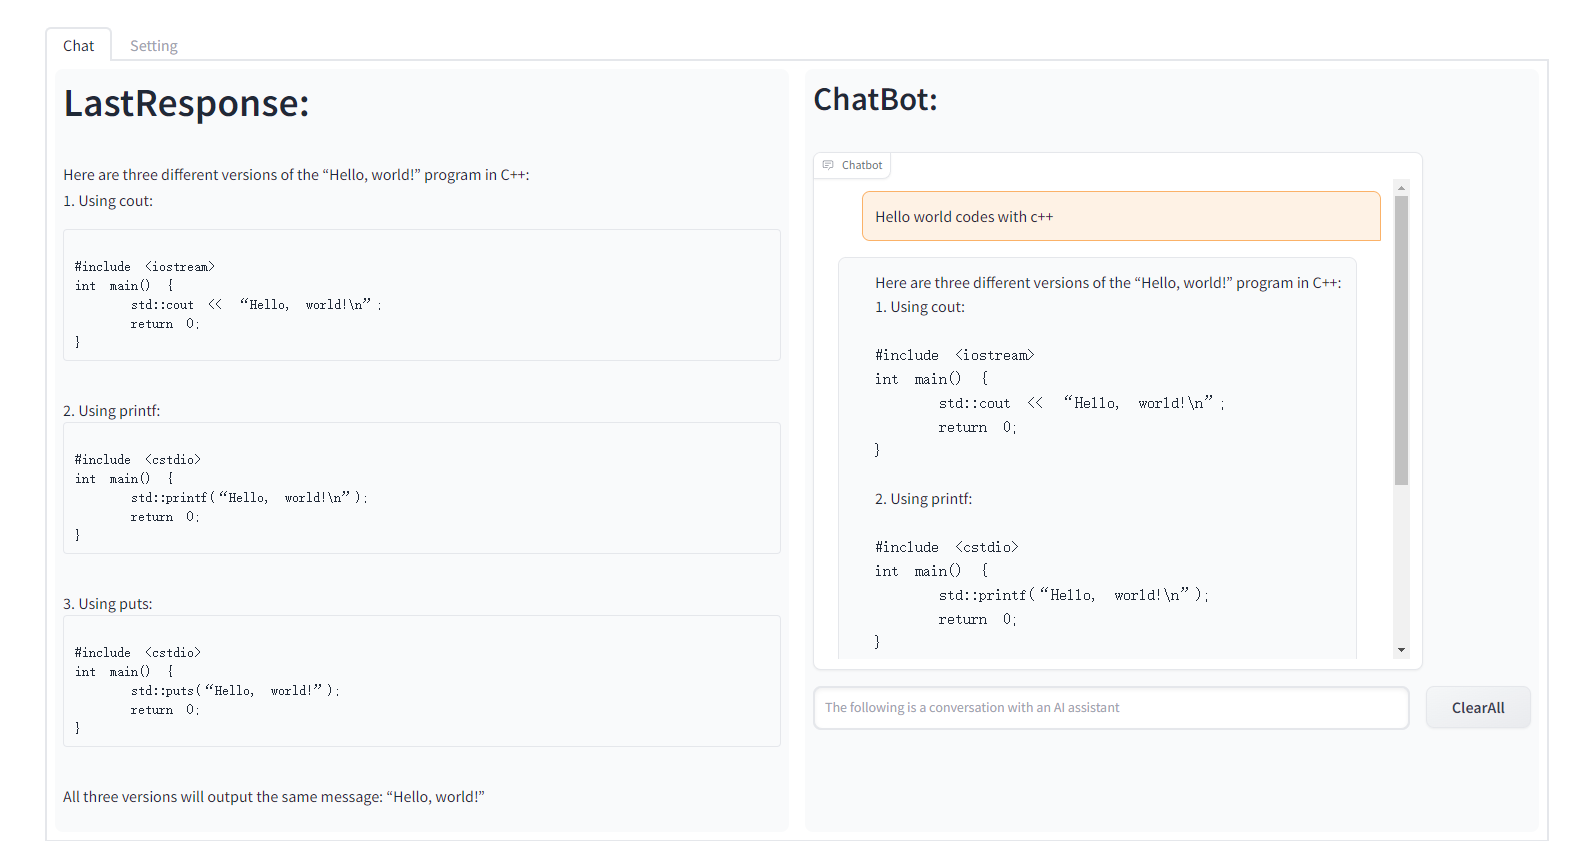 Chat
Setting
LastResponse:
Here are three different versions of the “Hello, world!” program in C++:
1. Using cout:
#include <iostream>
int main() {
std::cout << “Hello, world!\n” ;
return 0;
}
2. Using printf:
#include <cstdio>
int main() {
std::printf(“Hello, world!\n”);
return 0;
}
3. Using puts:
#include <cstdio>
int main() {
std::puts(“Hello, world!”);
return 0;
}
All three versions will output the same message: “Hello, world!”
ChatBot:
Chatbot
Hello world codes with c++
Here are three different versions of the “Hello, world!” program in C++:
1. Using cout:
#include <iostream>
int main() {
std::cout << “Hello, world!\n” ;
return 0;
}
2. Using printf:
#include <cstdio>
int main() {
std::printf(“Hello, world!\n”);
return 0;
}
The following is a conversation with an AI assistant
ClearAll